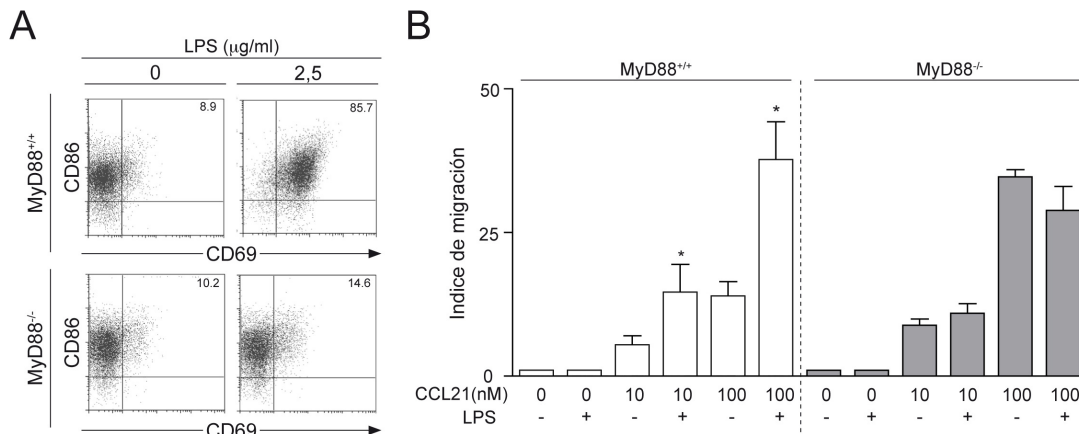 A
LPS (μg/ml)
0 2,5
MyD88+/+
CD86
8.9
85.7
CD69
MyD88-/-
CD86
10.2
14.6
CD69
B
MyD88+/+ MyD88-/-
Indice de migración
50
25
0
* *
CCL21(nM) 0 0 10 10 100 100 0 0 10 10 100 100
LPS - + - + - + - + - + - +